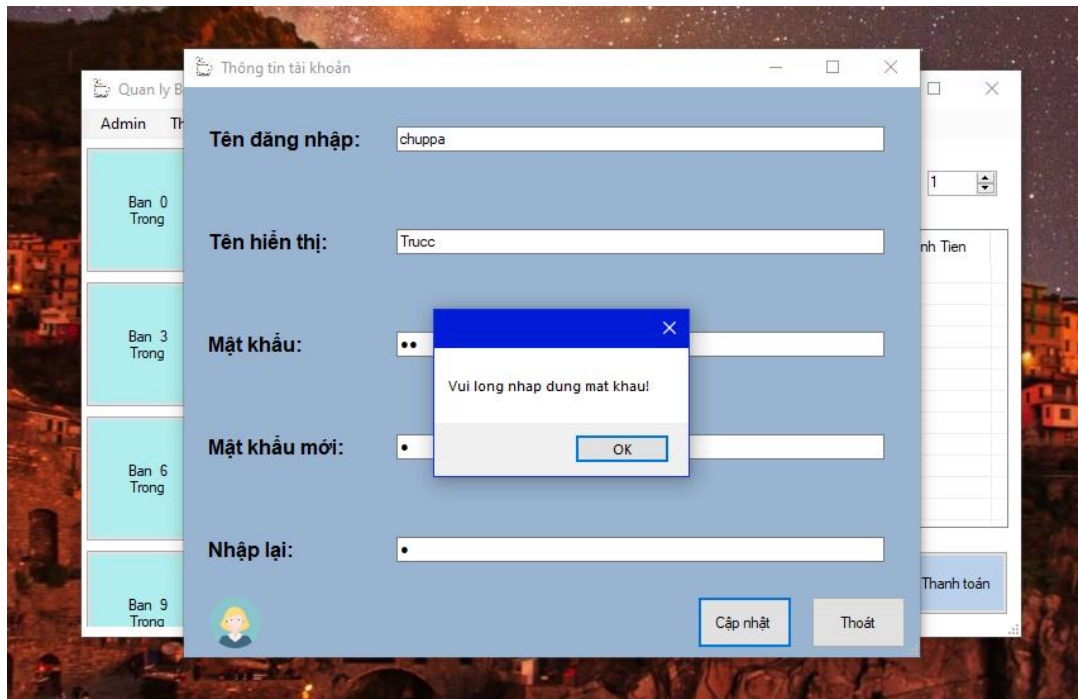 Thông tin tài khoản
Quan ly B
Admin Th
Tên đăng nhập:
chuppa
1
Ban 0
Trong
Tên hiển thị:
Trucc
nh Tien
Ban 3
Trong
Mật khẩu:
Vui long nhap dung mat khau!
OK
Mật khẩu mới:
Ban 6
Trong
Nhập lại:
Thanh toán
Ban 9
Trong
Cập nhật
Thoát